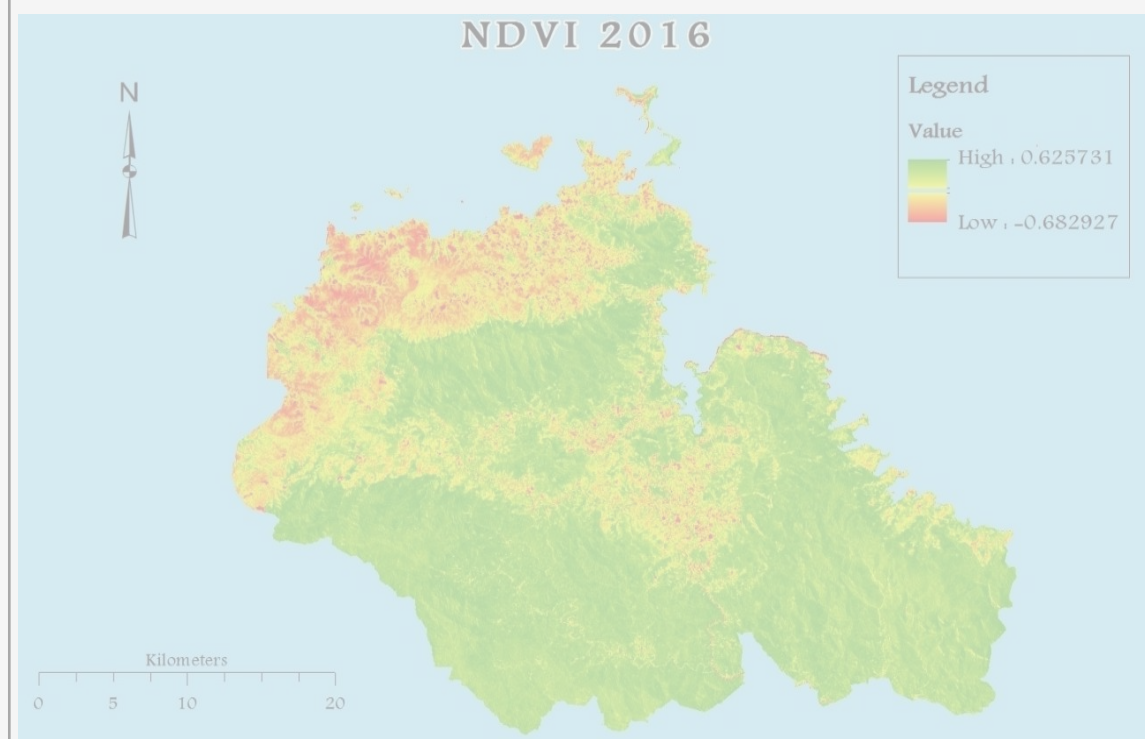 NDVI 2016
N
Legend
Value
High : 0.625731
Low : -0.682927
Kilometers
0 5 10 20